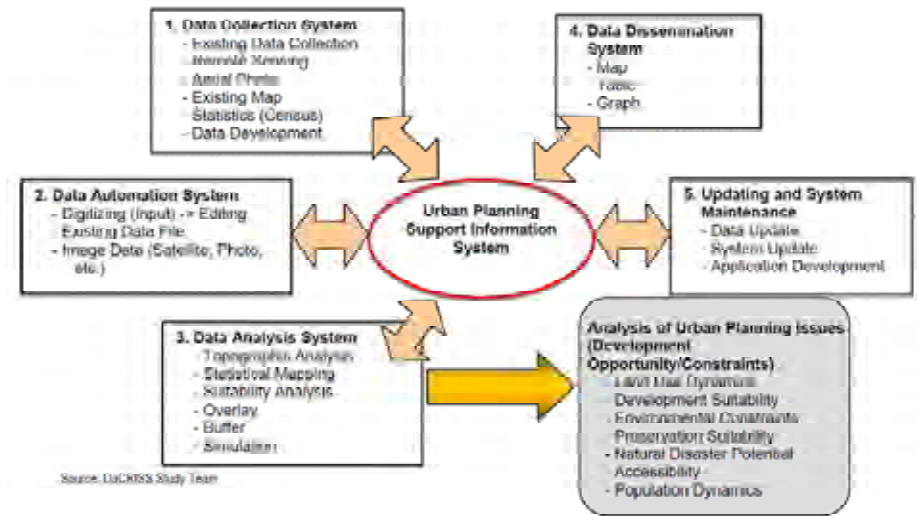 1. Data Collection System
- Existing Data Collection
- Remote Sensing
- Aerial Photo
- Existing Map
- Statistics (Census)
- Data Development
4. Data Dissemination
System
- Map
- Table
- Graph
2. Data Automation System
- Digitizing (Input) -> Editing
- Existing Data File
- Image Data (Satellite, Photo,
etc.)
Urban Planning
Support Information
System
5. Updating and System
Maintenance
- Data Update
- System Update
- Application Development
3. Data Analysis System
- Topographic Analysis
- Statistical Mapping
- Suitability Analysis
- Overlay
- Buffer
- Simulation
Analysis of Urban Planning Issues
(Development
Opportunity/Constraints)
- Land Use Dynamics
- Development Suitability
- Environmental Constraints
- Preservation Suitability
- Natural Disaster Potential
Accessibility
- Population Dynamics
Source: DaCRISS Study Team